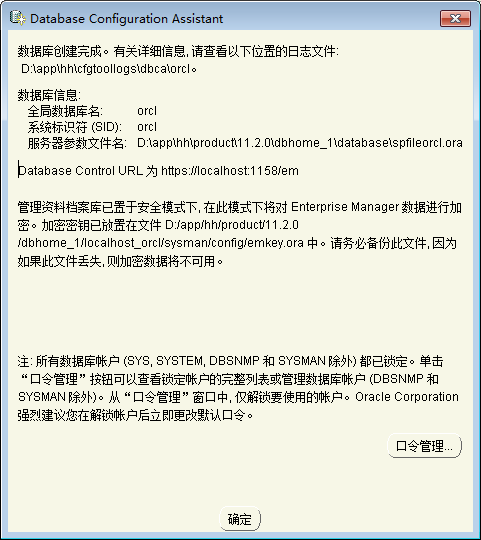 Database Configuration Assistant
数据库创建完成。有关详细信息, 请查看以下位置的日志文件:
D:\app\hh\cfgtoollogs\dbca\orcl。
数据库信息:
全局数据库名: orcl
系统标识符 (SID): orcl
服务器参数文件名: D:\app\hh\product\11.2.0\dbhome_1\database\spfileorcl.ora
Database Control URL 为 https://localhost:1158/em
管理资料档案库已置于安全模式下, 在此模式下将对 Enterprise Manager 数据进行加
密。加密密钥已放置在文件 D:/app/hh/product/11.2.0
/dbhome_1/localhost_orcl/sysman/config/emkey.ora 中。请务必备份此文件, 因为
如果此文件丢失, 则加密数据将不可用。
注: 所有数据库帐户 (SYS, SYSTEM, DBSNMP 和 SYSMAN 除外) 都已锁定。单击
“口令管理”按钮可以查看锁定帐户的完整列表或管理数据库帐户 (DBSNMP 和
SYSMAN 除外)。从“口令管理”窗口中, 仅解锁要使用的帐户。Oracle Corporation
强烈建议您在解锁帐户后立即更改默认口令。
口令管理...
确定